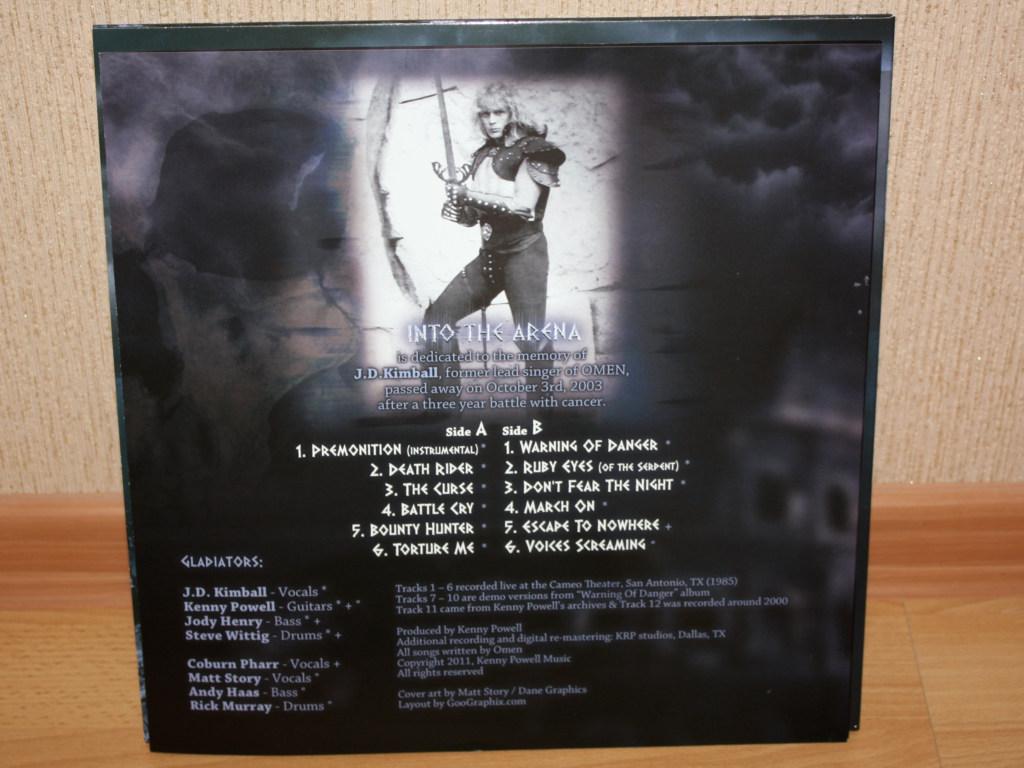 INTO THE ARENA
is dedicated to the memory of
J.D.Kimball, former lead singer of OMEN,
passed away on October 3rd, 2003
after a three year battle with cancer.
Side A
1. PREMONITION (INSTRUMENTAL) *
2. DEATH RIDER *
3. THE CURSE *
4. BATTLE CRY *
5. BOUNTY HUNTER *
6. TORTURE ME *
Side B
1. WARNING OF DANGER *
2. RUBY EYES (OF THE SERPENT) *
3. DON'T FEAR THE NIGHT *
4. MARCH ON *
5. ESCAPE TO NOWHERE +
6. VOICES SCREAMING *
GLADIATORS:
J.D. Kimball - Vocals *
Kenny Powell - Guitars * + *
Jody Henry - Bass * +
Steve Wittig - Drums * +
Coburn Pharr - Vocals +
Matt Story - Vocals *
Andy Haas - Bass *
Rick Murray - Drums *
Tracks 1 – 6 recorded live at the Cameo Theater, San Antonio, TX (1985)
Tracks 7 – 10 are demo versions from "Warning Of Danger" album
Track 11 came from Kenny Powell's archives & Track 12 was recorded around 2000
Produced by Kenny Powell
Additional recording and digital re-mastering: KRP studios, Dallas, TX
All songs written by Omen
Copyright 2011, Kenny Powell Music
All rights reserved
Cover art by Matt Story / Dane Graphics
Layout by GooGraphix.com